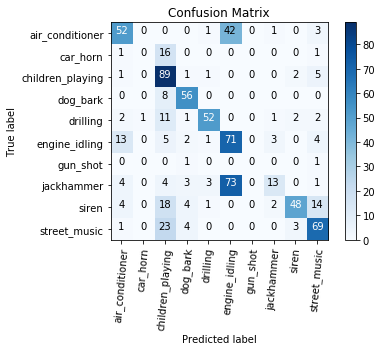 Confusion Matrix
air_conditioner 52 0 0 0 1 42 0 1 0 3
car_horn 1 0 16 0 0 0 0 0 0 1
children_playing 1 0 89 1 1 0 0 0 2 5
dog_bark 0 0 8 56 0 0 0 0 0 0
drilling 2 1 11 1 52 0 0 1 2 2
engine_idling 13 0 5 2 1 71 0 3 0 4
gun_shot 0 0 0 1 0 0 0 0 0 1
jackhammer 4 0 4 3 3 73 0 13 0 1
siren 4 0 18 4 1 0 0 2 48 14
street_music 1 0 23 4 0 0 0 0 3 69
True label
air_conditioner
car_horn
children_playing
dog_bark
drilling
engine_idling
gun_shot
jackhammer
siren
street_music
Predicted label
80
70
60
50
40
30
20
10
0